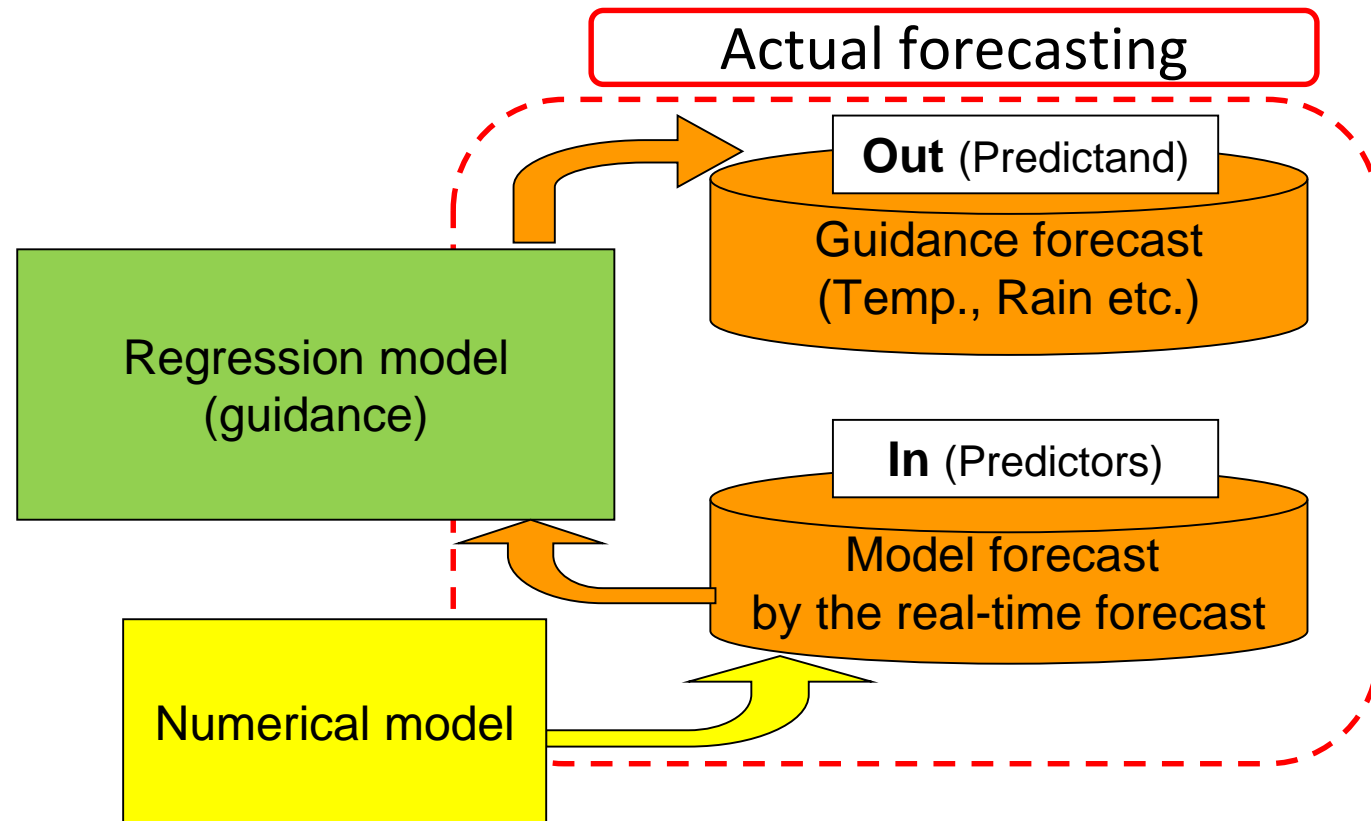 Actual forecasting
Out (Predictand)
Guidance forecast
(Temp., Rain etc.)
Regression model
(guidance)
In (Predictors)
Model forecast
by the real-time forecast
Numerical model